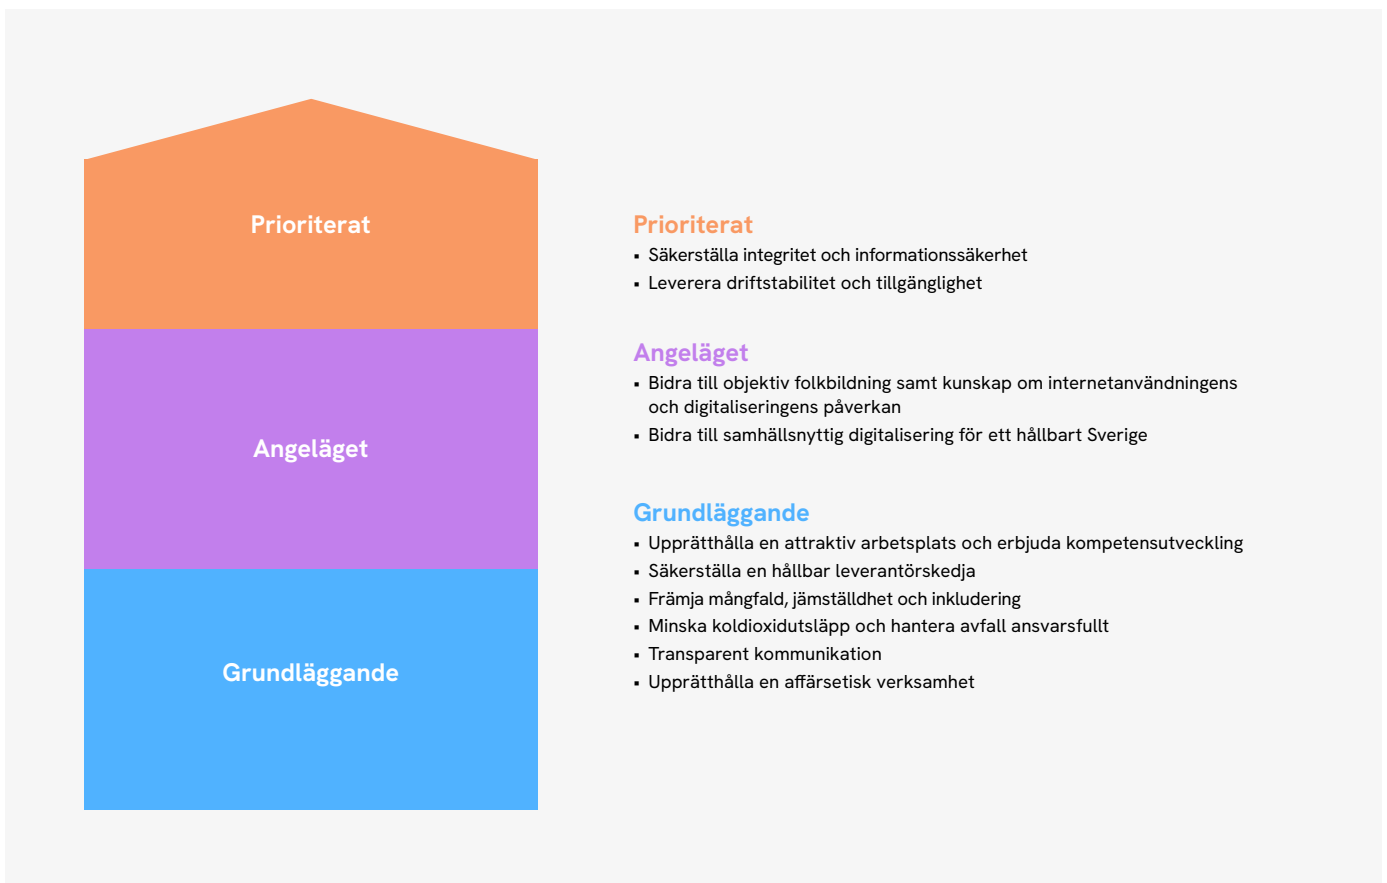 Prioriterat
Angeläget
Grundläggande
Prioriterat
▪ Säkerställa integritet och informationssäkerhet
▪ Leverera driftstabilitet och tillgänglighet
Angeläget
▪ Bidra till objektiv folkbildning samt kunskap om internetanvändningens
och digitaliseringens påverkan
▪ Bidra till samhällsnyttig digitalisering för ett hållbart Sverige
Grundläggande
▪ Upprätthålla en attraktiv arbetsplats och erbjuda kompetensutveckling
▪ Säkerställa en hållbar leverantörskedja
▪ Främja mångfald, jämställdhet och inkludering
▪ Minska koldioxidutsläpp och hantera avfall ansvarsfullt
▪ Transparent kommunikation
▪ Upprätthålla en affärsetisk verksamhet